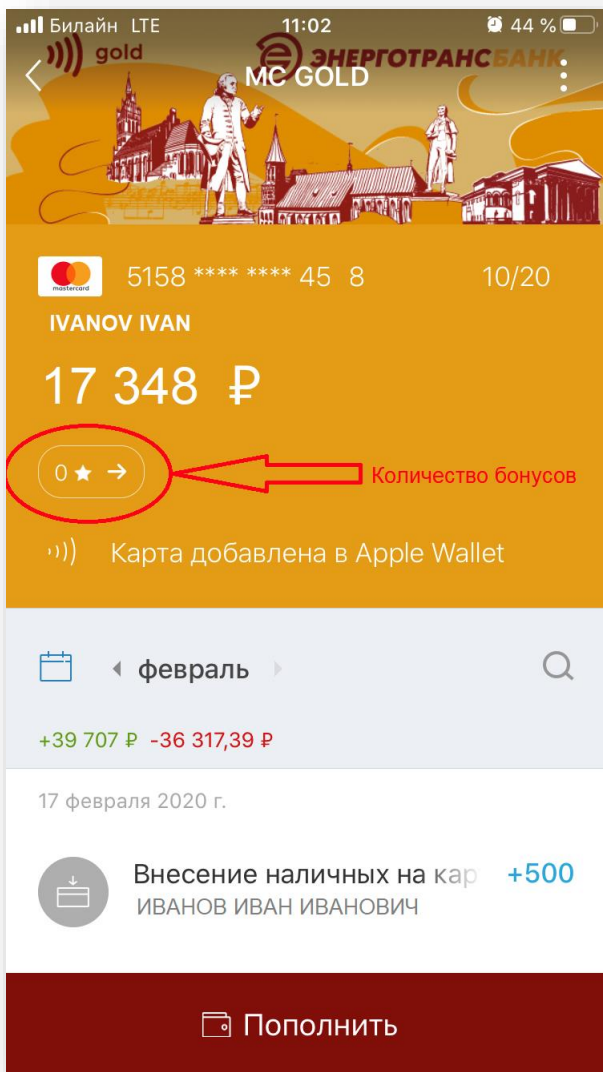 Билайн LTE 11:02 44 %
gold ЭНЕРГОТРАНСБАНК
MC GOLD
mastercard 5158 **** **** 45 8 10/20
IVANOV IVAN
17 348 ₽
0 ★ → Количество бонусов
Карта добавлена в Apple Wallet
февраль
+39 707 ₽ -36 317,39 ₽
17 февраля 2020 г.
Внесение наличных на кар +500
ИВАНОВ ИВАН ИВАНОВИЧ
Пополнить